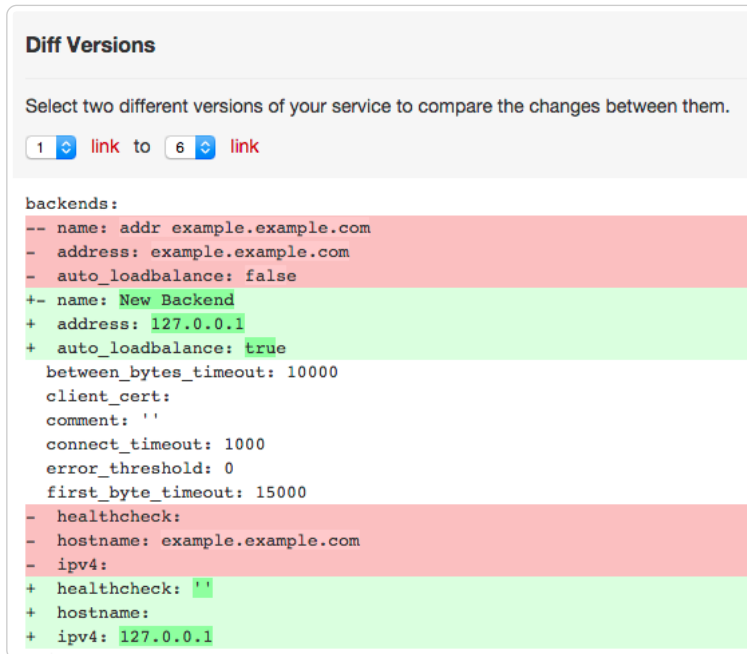 Diff Versions
Select two different versions of your service to compare the changes between them.
1 link to 6 link
backends:
-- name: addr example.example.com
-  address: example.example.com
-  auto_loadbalance: false
+- name: New Backend
+  address: 127.0.0.1
+  auto_loadbalance: true
  between_bytes_timeout: 10000
  client_cert:
  comment: ''
  connect_timeout: 1000
  error_threshold: 0
  first_byte_timeout: 15000
-  healthcheck:
-  hostname: example.example.com
-  ipv4:
+  healthcheck: ''
+  hostname:
+  ipv4: 127.0.0.1